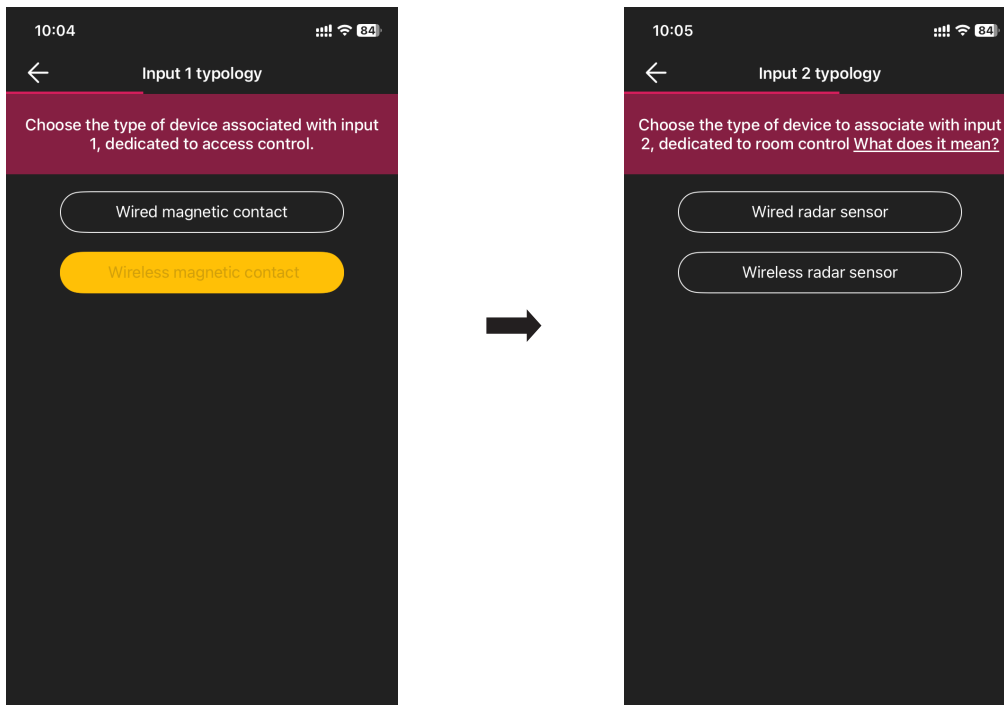 10:04
84
Input 1 typology
Choose the type of device associated with input
1, dedicated to access control.
Wired magnetic contact
Wireless magnetic contact
10:05
84
Input 2 typology
Choose the type of device to associate with input
2, dedicated to room control What does it mean?
Wired radar sensor
Wireless radar sensor